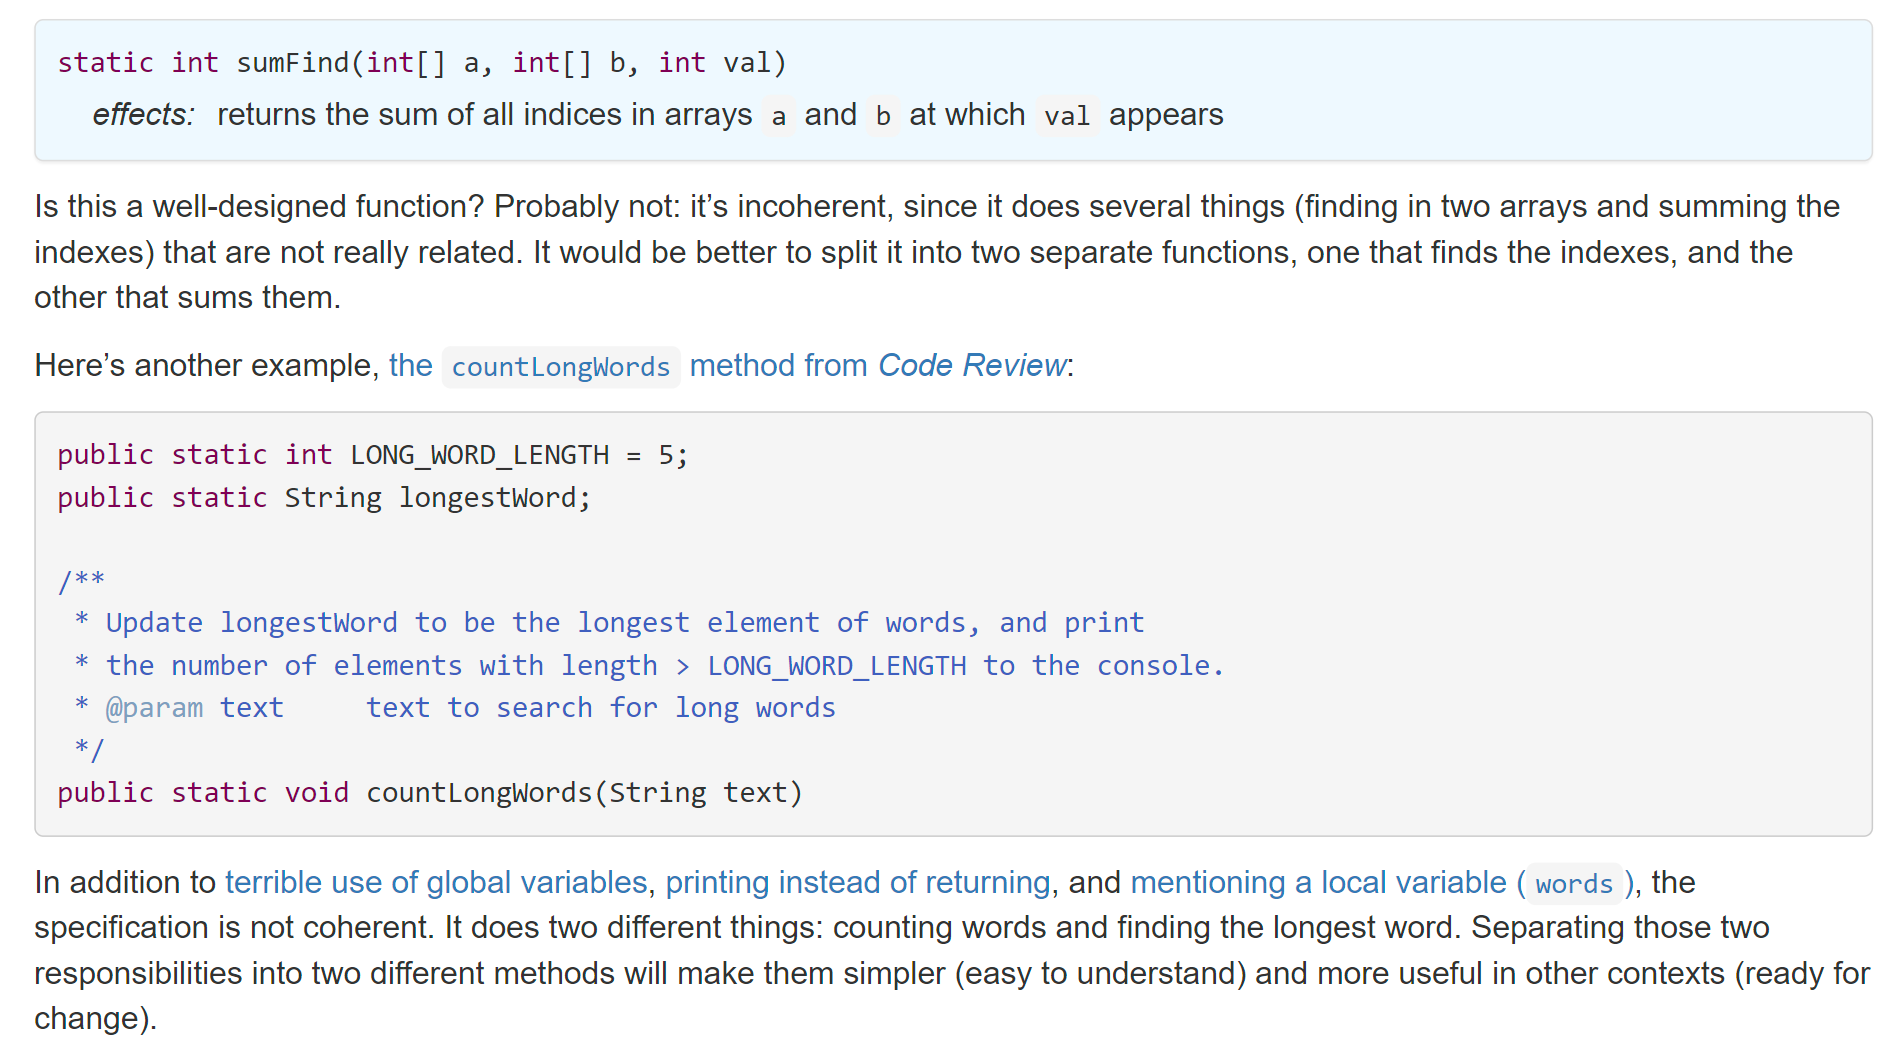 static int sumFind(int[] a, int[] b, int val)
effects: returns the sum of all indices in arrays a and b at which val appears
Is this a well-designed function? Probably not: it’s incoherent, since it does several things (finding in two arrays and summing the
indexes) that are not really related. It would be better to split it into two separate functions, one that finds the indexes, and the
other that sums them.
Here’s another example, the countLongWords method from Code Review:
public static int LONG_WORD_LENGTH = 5;
public static String longestWord;
/**
* Update longestWord to be the longest element of words, and print
* the number of elements with length > LONG_WORD_LENGTH to the console.
* @param text     text to search for long words
*/
public static void countLongWords(String text)
In addition to terrible use of global variables, printing instead of returning, and mentioning a local variable ( words ), the
specification is not coherent. It does two different things: counting words and finding the longest word. Separating those two
responsibilities into two different methods will make them simpler (easy to understand) and more useful in other contexts (ready for
change).